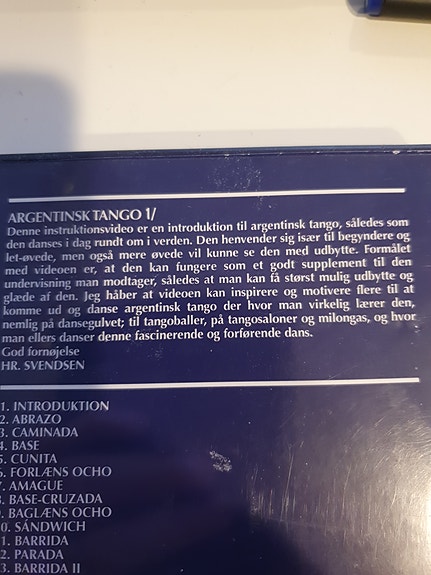 ARGENTINSK TANGO 1/
Denne instruktionsvideo er en introduktion til argentinsk tango, således som
den danses i dag rundt om i verden. Den henvender sig især til begyndere og
let-øvede, men også mere øvede vil kunne se den med udbytte. Formålet
med videoen er, at den kan fungere som et godt supplement til den
undervisning man modtager, således at man kan få størst mulig udbytte og
glæde af den. Jeg håber at videoen kan inspirere og motivere flere til at
komme ud og danse argentinsk tango der hvor man virkelig lærer den,
nemlig på dansegulvet; til tangoballer, på tangosaloner og milongas, og hvor
man ellers danser denne fascinerende og forførende dans.
God fornøjelse
HR. SVENDSEN
1. INTRODUKTION
2. ABRAZO
3. CAMINADA
4. BASE
5. CUNITA
6. FORLÆNS OCHO
7. AMAGUE
8. BASE-CRUZADA
9. BAGLÆNS OCHO
0. SÁNDWICH
1. BARRIDA
2. PARADA
3. BARRIDA II